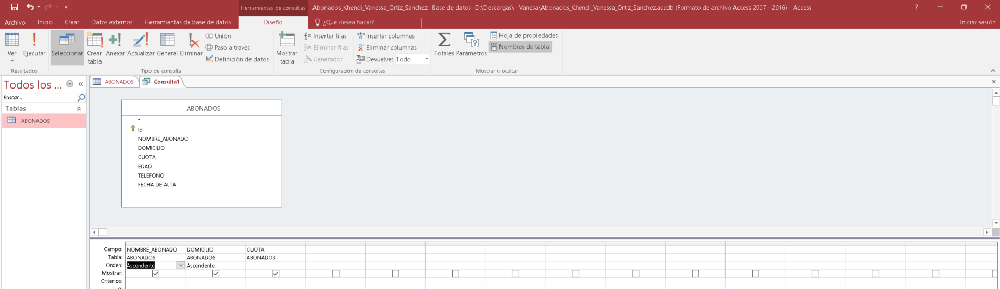 Herramientas de consultas
Abonados_Khendi_Vanessa_Ortiz_Sanchez : Base de datos- D:\Descargas\--Vanesa\Abonados_Khendi_Vanessa_Ortiz_Sanchez.accdb (Formato de archivo Access 2007 - 2016) - Access
?
Archivo Inicio Crear Datos externos Herramientas de base de datos Diseño ¿Qué desea hacer? Iniciar sesión
Ver
Ejecutar
Resultados
Seleccionar
Crear
tabla
Anexar
Actualizar
General
Eliminar
Unión
Paso a través
Definición de datos
Tipo de consulta
Mostrar
tabla
Insertar filas
Eliminar filas
Generador
Insertar columnas
Eliminar columnas
Devuelve: Todo
Configuración de consultas
Totales
Parámetros
Hoja de propiedades
Nombres de tabla
Mostrar u ocultar
Todos los ... «
Buscar...
Tablas
ABONADOS
ABONADOS Consulta1
ABONADOS
*
Id
NOMBRE_ABONADO
DOMICILIO
CUOTA
EDAD
TELEFONO
FECHA DE ALTA
Campo: NOMBRE_ABONADO DOMICILIO CUOTA
Tabla: ABONADOS ABONADOS ABONADOS
Orden: Ascendente Ascendente
Mostrar:
Criterios: